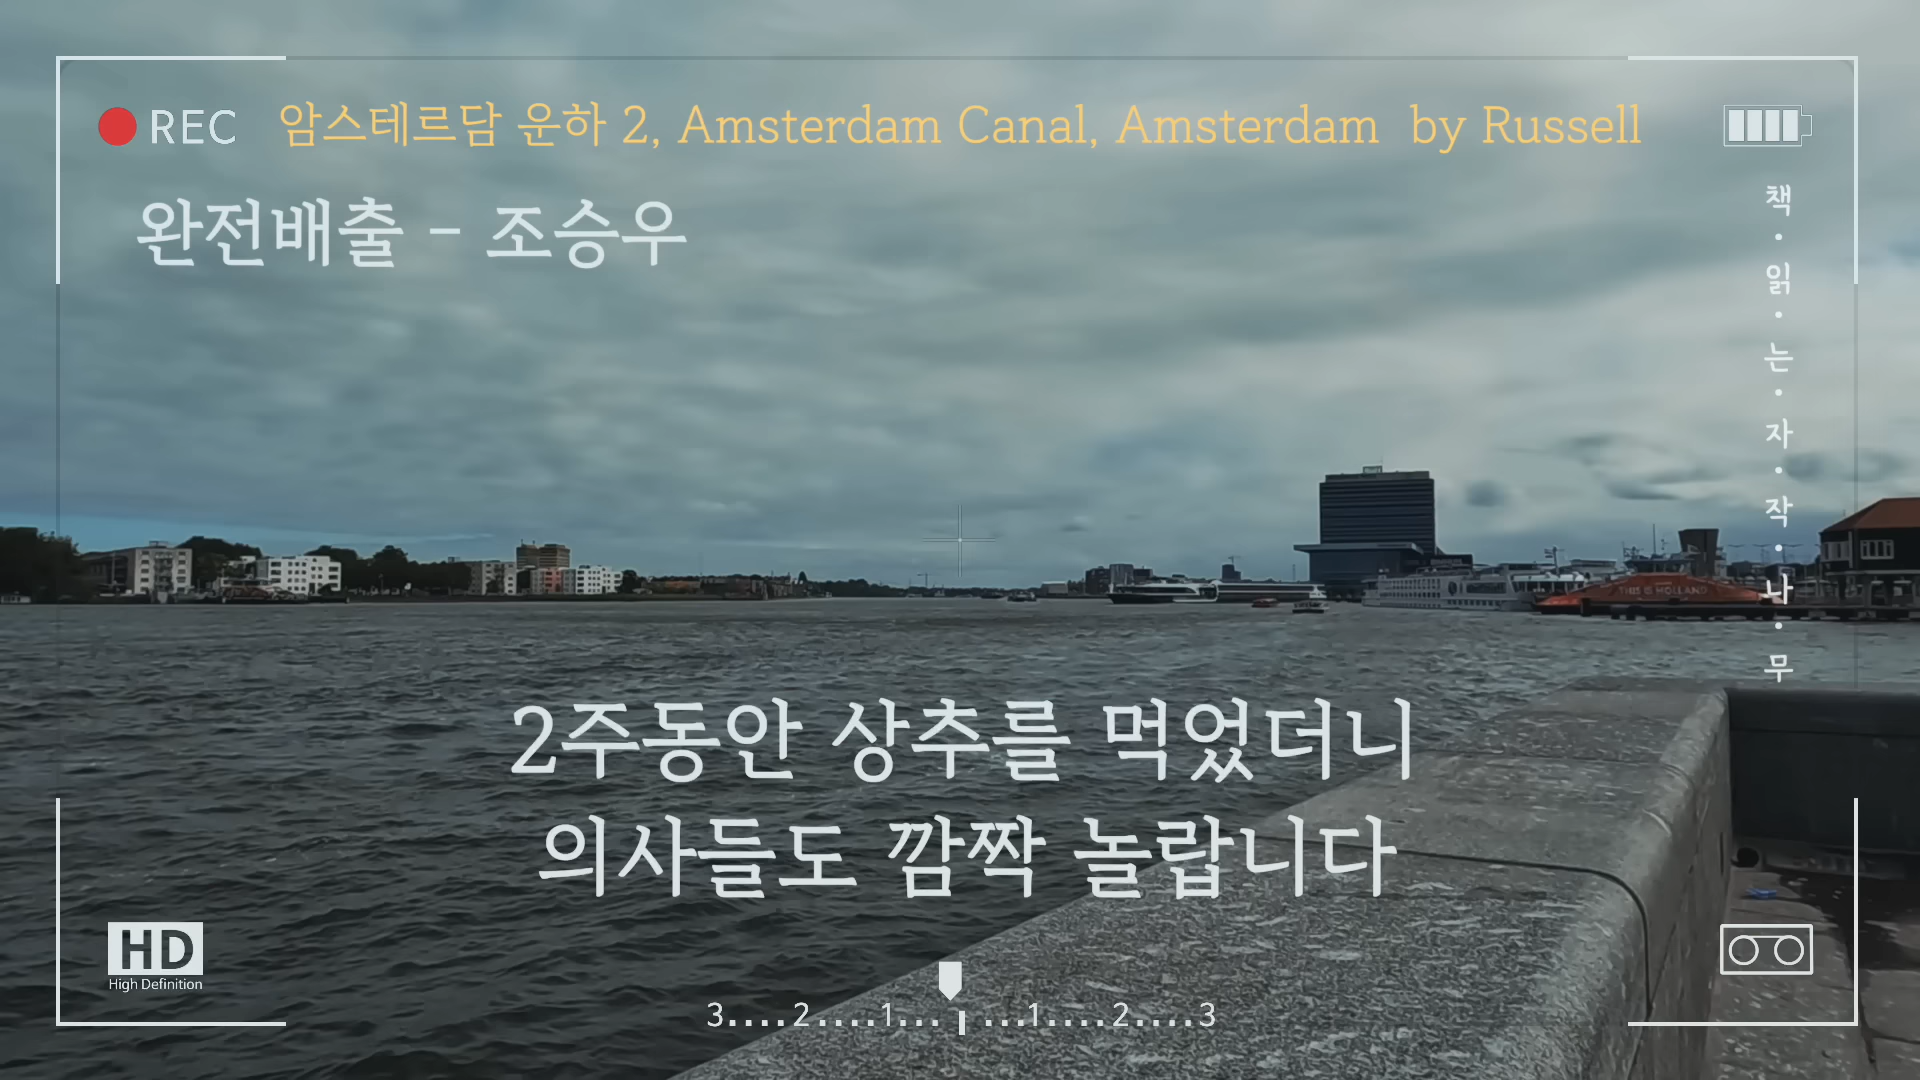 REC 암스테르담 운하 2, Amsterdam Canal, Amsterdam by Russell
완전배출 - 조승우
책·읽·는·자·작·나·무
THIS IS HOLLAND
2주동안 상추를 먹었더니
의사들도 깜짝 놀랍니다
HD
High Definition
3....2....1... ...1....2....3